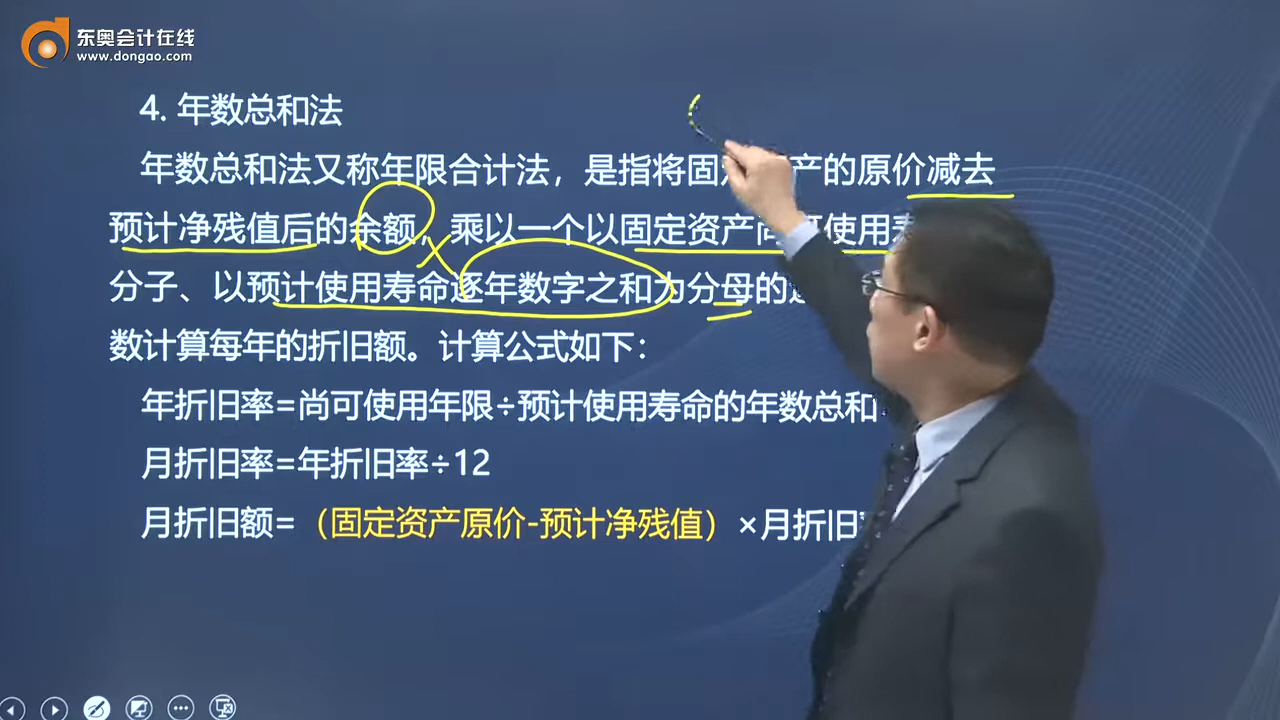 东奥会计在线
www.dongao.com
4. 年数总和法
年数总和法又称年限合计法，是指将固 产的原价减去
预计净残值后的余额，乘以一个以固定资产尚可使用寿
分子、以预计使用寿命逐年数字之和为分母的
数计算每年的折旧额。计算公式如下：
年折旧率=尚可使用年限÷预计使用寿命的年数总和
月折旧率=年折旧率÷12
月折旧额=（固定资产原价-预计净残值）×月折旧